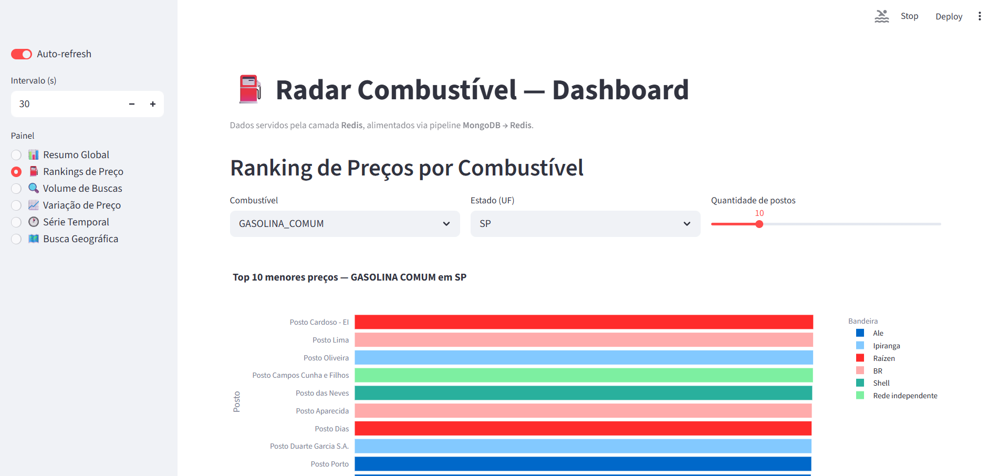 Stop
Deploy
Auto-refresh
Intervalo (s)
30
Painel
Resumo Global
Rankings de Preço
Volume de Buscas
Variação de Preço
Série Temporal
Busca Geográfica
Radar Combustível — Dashboard
Dados servidos pela camada Redis, alimentados via pipeline MongoDB → Redis.
Ranking de Preços por Combustível
Combustível
GASOLINA_COMUM
Estado (UF)
SP
Quantidade de postos
10
Top 10 menores preços — GASOLINA COMUM em SP
Posto
Posto Cardoso - EI
Posto Lima
Posto Oliveira
Posto Campos Cunha e Filhos
Posto das Neves
Posto Aparecida
Posto Dias
Posto Duarte Garcia S.A.
Posto Porto
Bandeira
Ale
Ipiranga
Raízen
BR
Shell
Rede independente